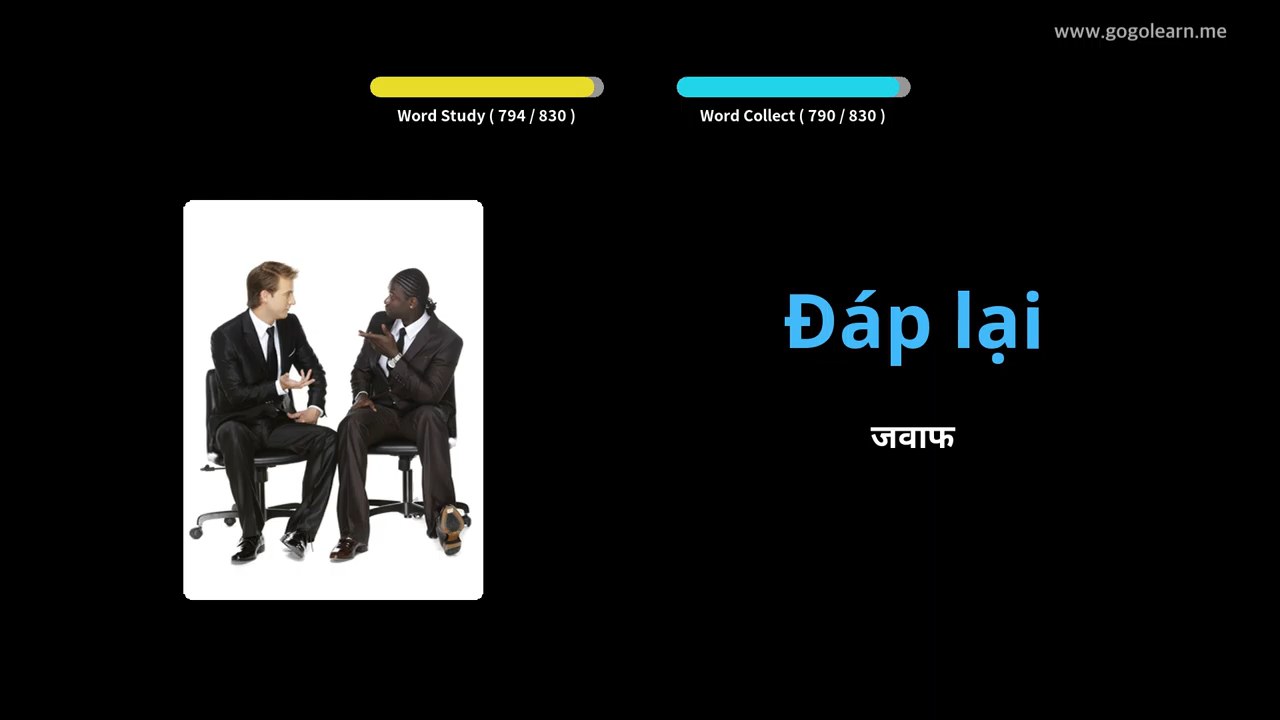 www.gogolearn.me
Word Study ( 794 / 830 )
Word Collect ( 790 / 830 )
Đáp lại
जवाफ